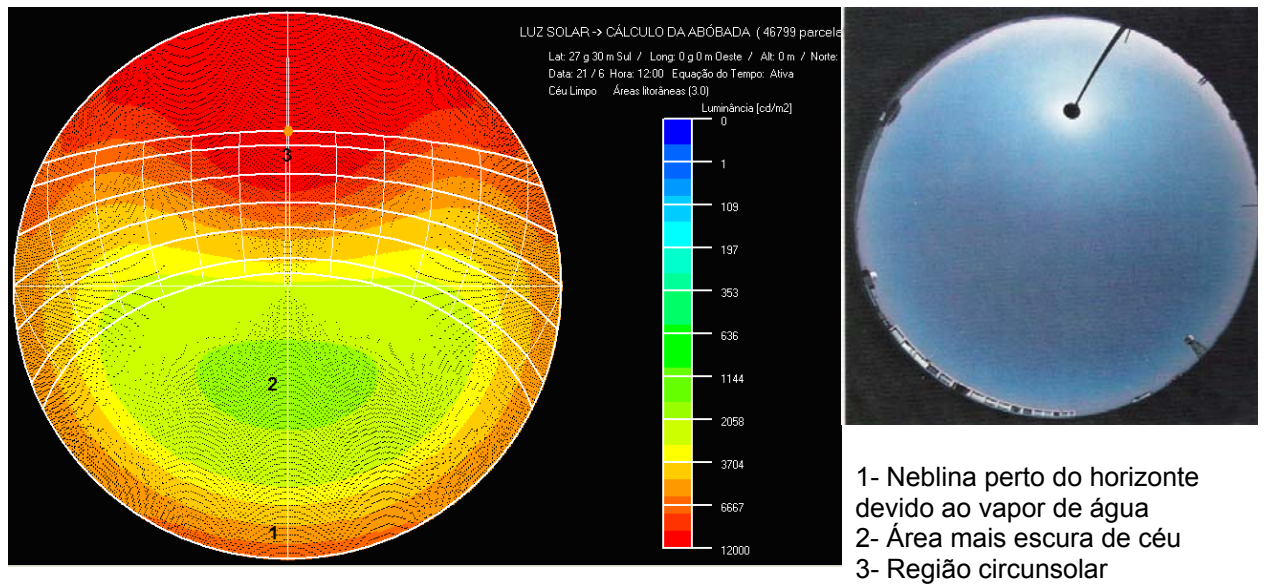 LUZ SOLAR -> CÁLCULO DA ABÓBADA ( 46799 parcela
Lat: 27 g 30 m Sul / Long: 0 g 0 m Oeste / Alt: 0 m / Norte:
Data: 21 / 6 Hora: 12:00 Equação do Tempo: Ativa
Céu Limpo Áreas litorâneas (3.0)
Luminância [cd/m2]
0
1
109
197
353
636
1144
2058
3704
6667
12000
3
2
1
1- Neblina perto do horizonte
devido ao vapor de água
2- Área mais escura de céu
3- Região circunsolar